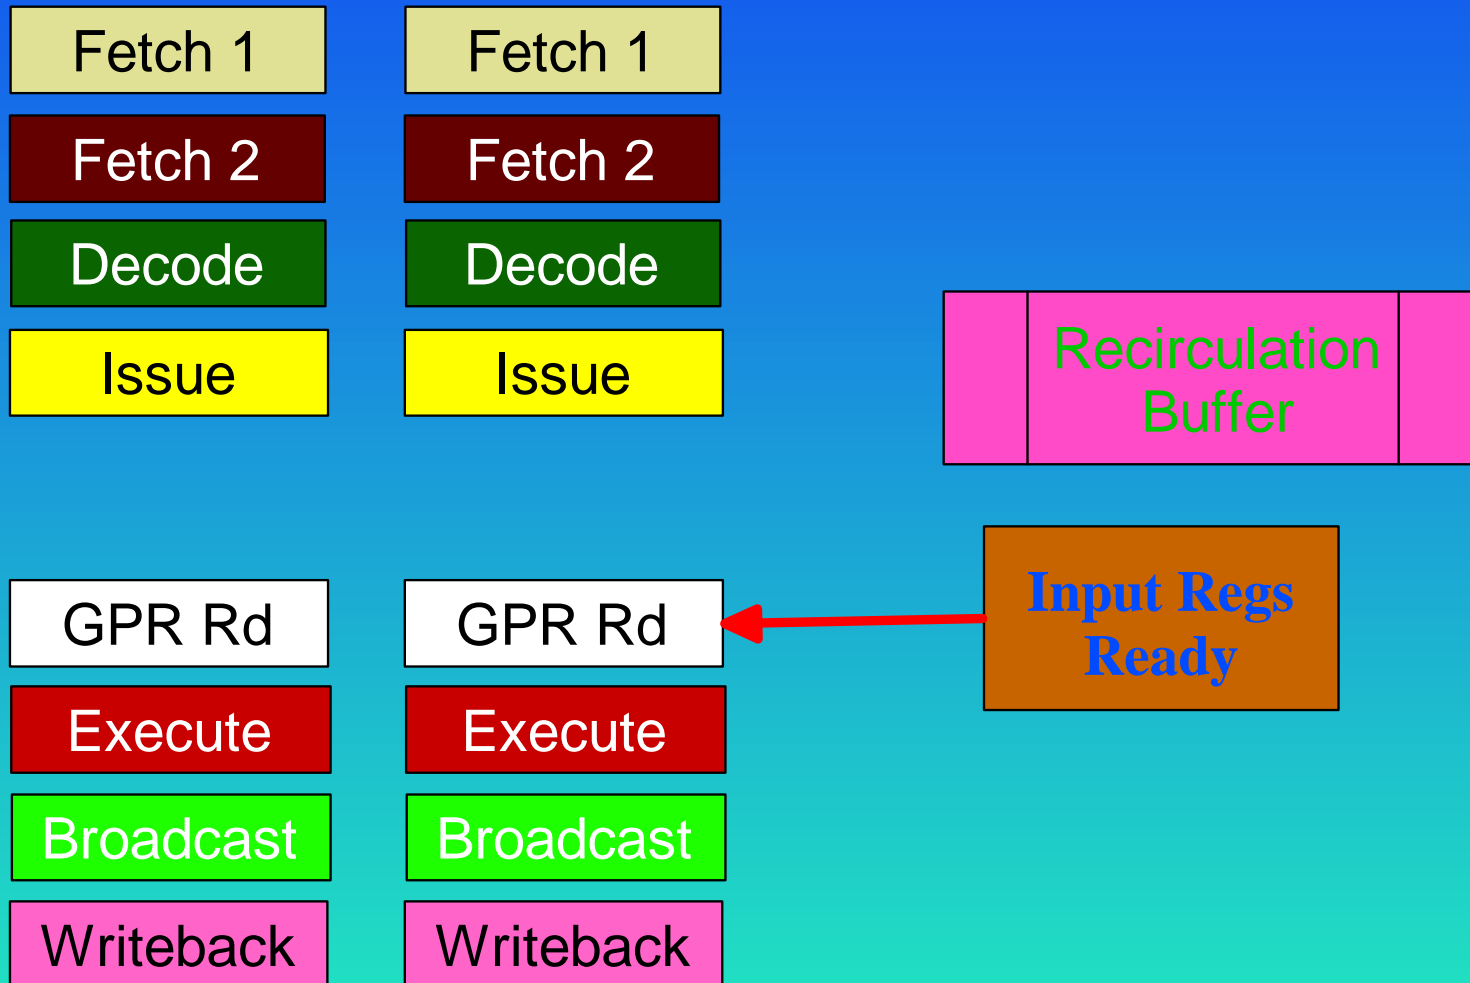 Fetch 1
Fetch 1
Fetch 2
Fetch 2
Decode
Decode
Issue
Issue
Recirculation
Buffer
GPR Rd
GPR Rd
Input Regs
Ready
Execute
Execute
Broadcast
Broadcast
Writeback
Writeback